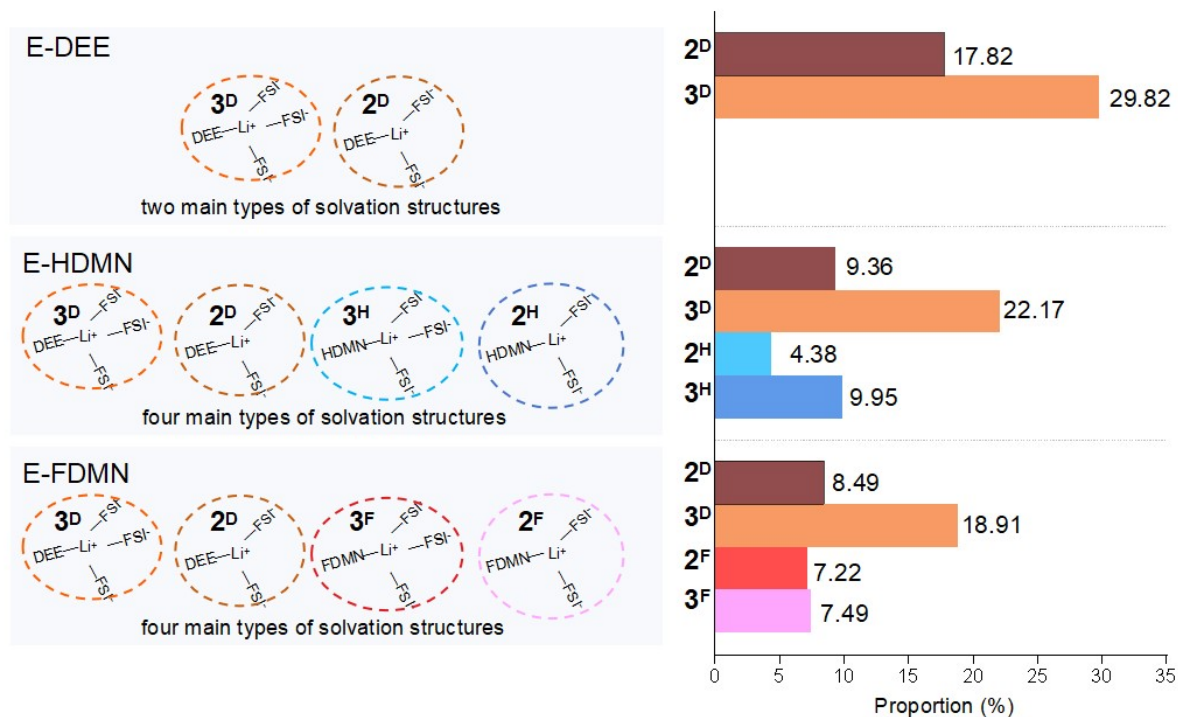 E-DEE
3D
FSI-
DEE—Li+ —FSI-
FSI-
2D
FSI-
DEE—Li+
FSI-
two main types of solvation structures
E-HDMN
3D
FSI-
DEE—Li+ —FSI-
FSI-
2D
FSI-
DEE—Li+
FSI-
3H
FSI-
HDMN—Li+ —FSI-
FSI-
2H
FSI-
HDMN—Li+
FSI-
four main types of solvation structures
E-FDMN
3D
FSI-
DEE—Li+ —FSI-
FSI-
2D
FSI-
DEE—Li+
FSI-
3F
FSI-
FDMN—Li+ —FSI-
FSI-
2F
FSI-
FDMN—Li+
FSI-
four main types of solvation structures
2D 17.82
3D 29.82
2D 9.36
3D 22.17
2H 4.38
3H 9.95
2D 8.49
3D 18.91
2F 7.22
3F 7.49
0 5 10 15 20 25 30 35
Proportion (%)